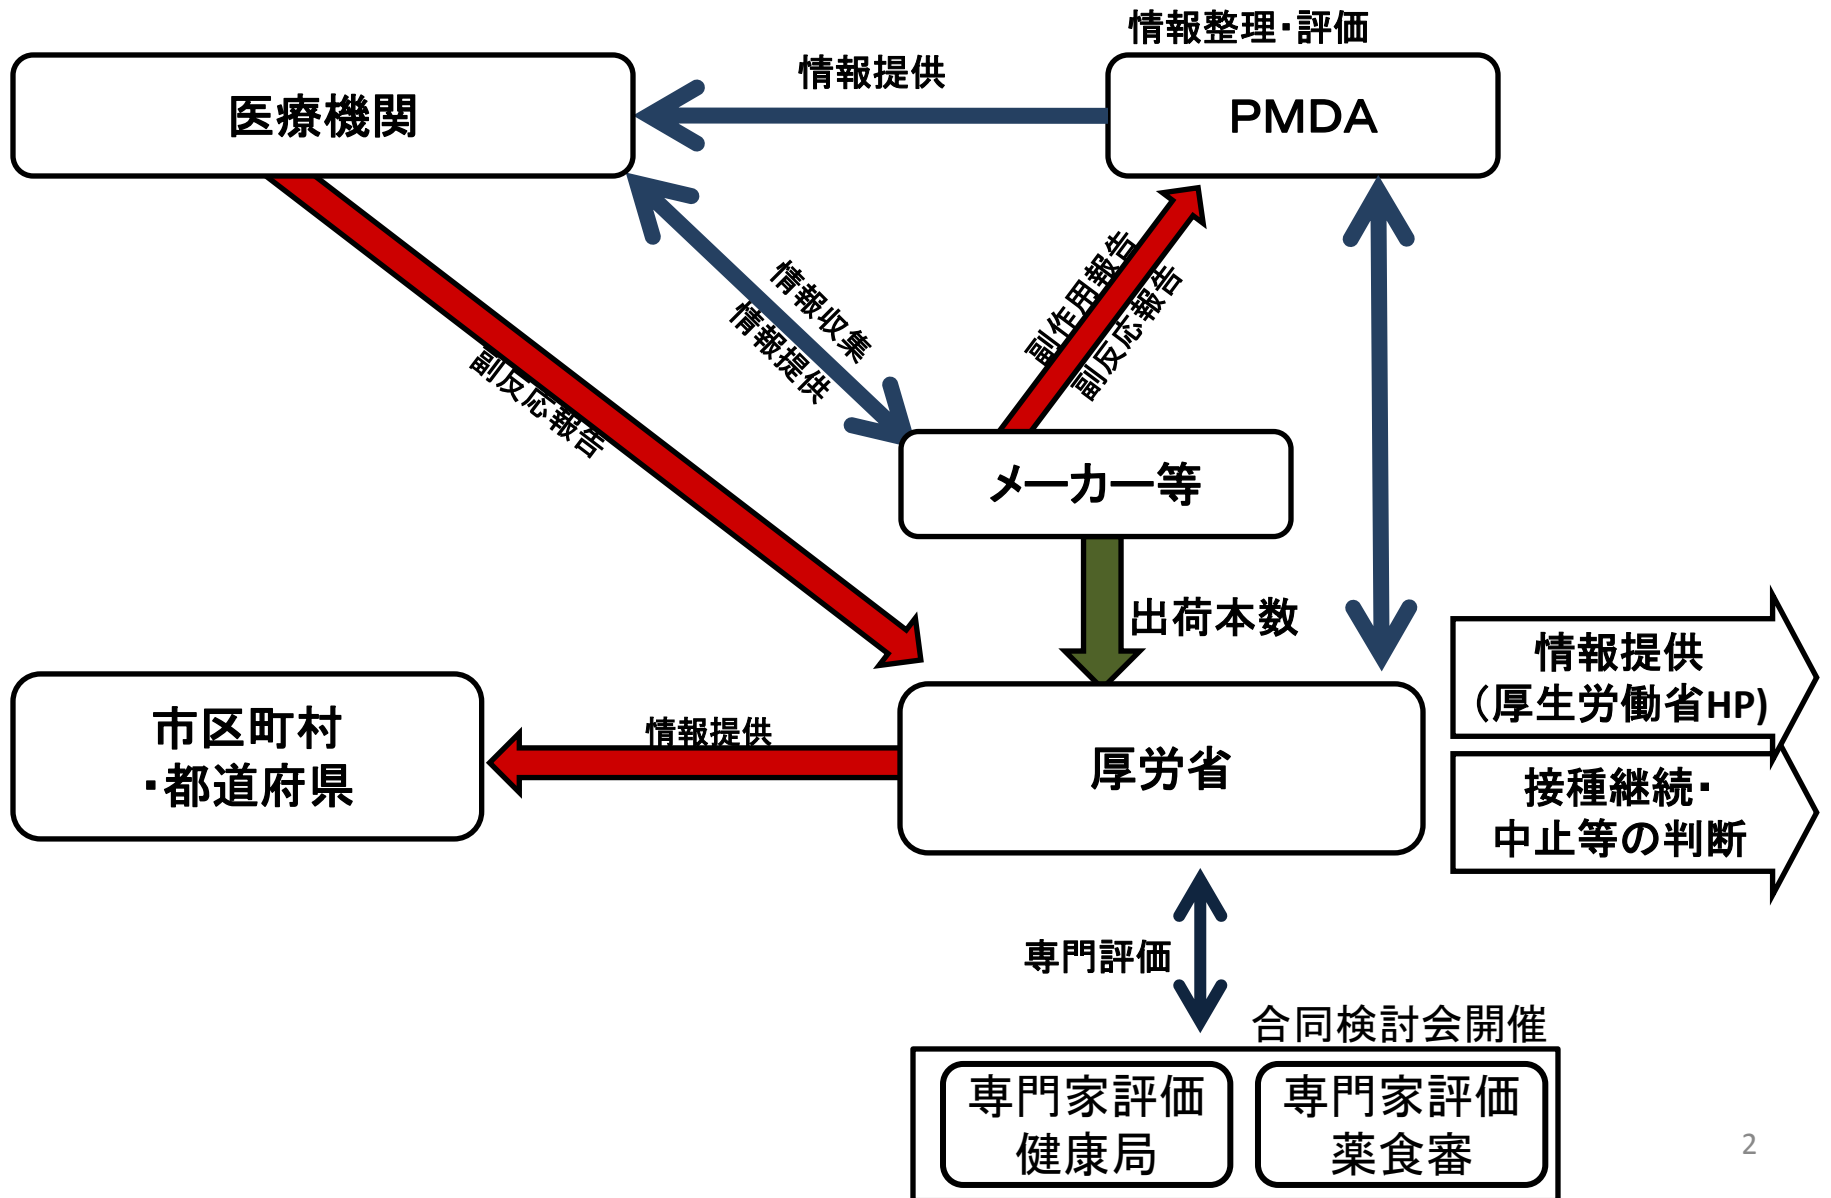 情報整理・評価
医療機関
情報提供
PMDA
情報収集
情報提供
副作用報告
副反応報告
副反応報告
メーカー等
出荷本数
情報提供
（厚生労働省HP)
市区町村
・都道府県
情報提供
厚労省
接種継続・
中止等の判断
専門評価
合同検討会開催
専門家評価
健康局
専門家評価
薬食審
2